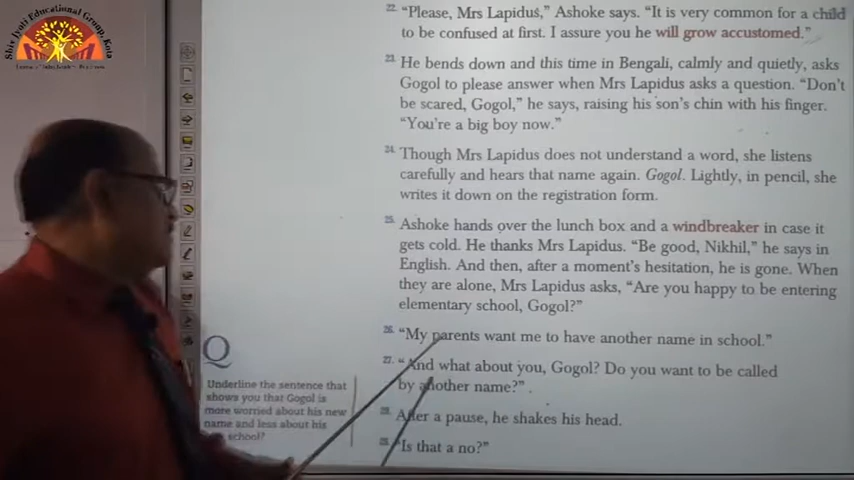 Shiv Jyoti Educational Group, Kota
22. “Please, Mrs Lapidus,” Ashoke says. “It is very common for a child
to be confused at first. I assure you he will grow accustomed.”
23. He bends down and this time in Bengali, calmly and quietly, asks
Gogol to please answer when Mrs Lapidus asks a question. “Don’t
be scared, Gogol,” he says, raising his son’s chin with his finger.
“You’re a big boy now.”
24. Though Mrs Lapidus does not understand a word, she listens
carefully and hears that name again. Gogol. Lightly, in pencil, she
writes it down on the registration form.
25. Ashoke hands over the lunch box and a windbreaker in case it
gets cold. He thanks Mrs Lapidus. “Be good, Nikhil,” he says in
English. And then, after a moment’s hesitation, he is gone. When
they are alone, Mrs Lapidus asks, “Are you happy to be entering
elementary school, Gogol?”
26. “My parents want me to have another name in school.”
27. “And what about you, Gogol? Do you want to be called
by another name?”
28. After a pause, he shakes his head.
29. “Is that a no?”
Q
Underline the sentence that
shows you that Gogol is
more worried about his new
name and less about his
school?